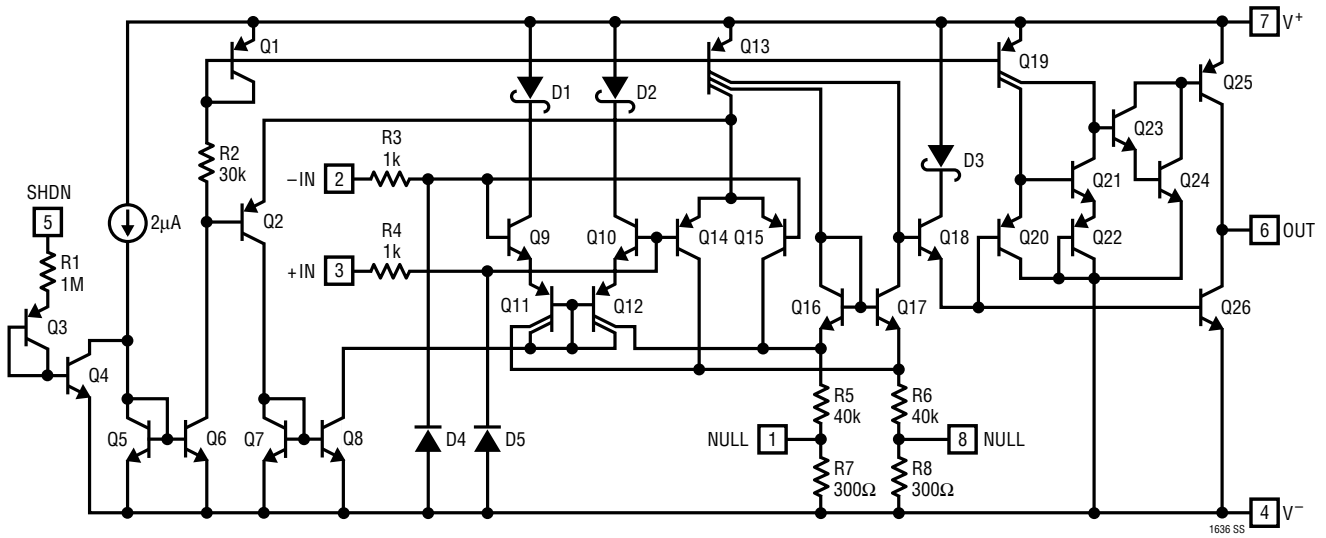 7 V+
Q1
Q13
Q19
Q25
D1
D2
Q23
R3
1k
R2
30k
–IN 2
D3
Q21
Q24
SHDN
5
2µA
Q2
R4
1k
Q9
Q10
Q14
Q15
Q18
Q20
Q22
6 OUT
R1
1M
+IN 3
Q11
Q12
Q16
Q17
Q26
Q3
Q4
R5
40k
R6
40k
Q5
Q6
Q7
Q8
D4
D5
NULL 1
8 NULL
R7
300Ω
R8
300Ω
4 V–
1636 SS